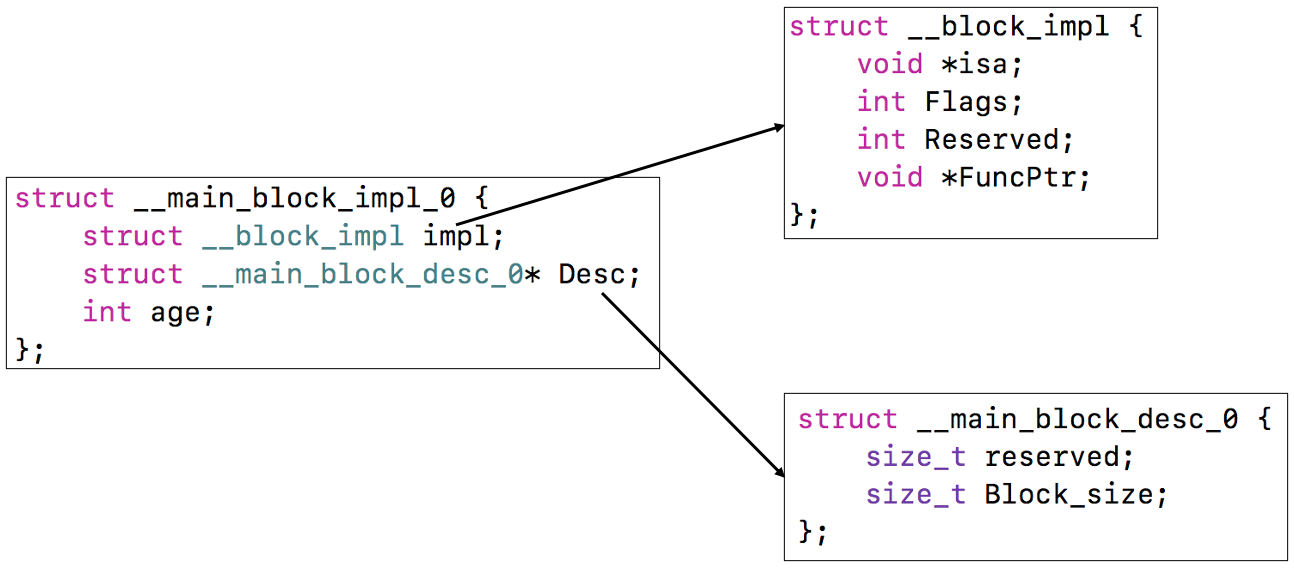 struct __main_block_impl_0 {
    struct __block_impl impl;
    struct __main_block_desc_0* Desc;
    int age;
};
struct __block_impl {
    void *isa;
    int Flags;
    int Reserved;
    void *FuncPtr;
};
struct __main_block_desc_0 {
    size_t reserved;
    size_t Block_size;
};